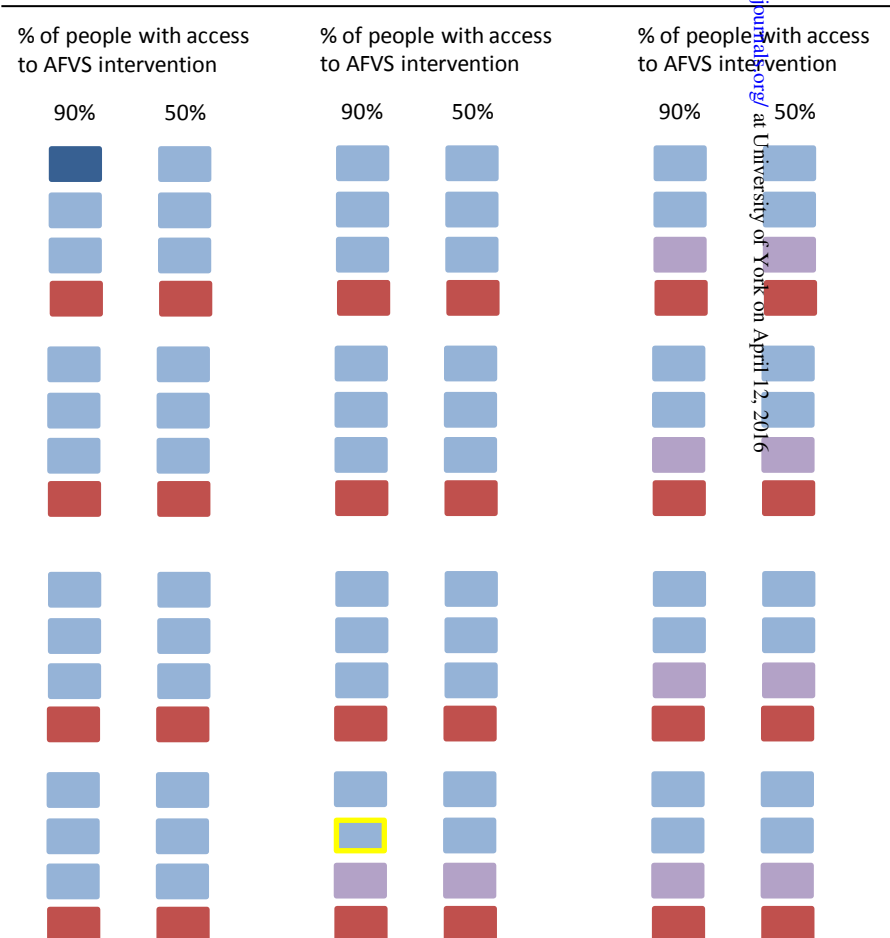 % of people with access
to AFVS intervention
% of people with access
to AFVS intervention
% of people with access
to AFVS intervention
90% 50%
90% 50%
90% 50%
journals.org/ at University of York on April 12, 2016